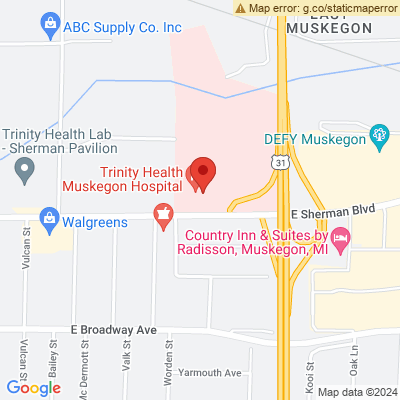 Map error: g.co/staticmaperror
EAST
MUSKEGON
ABC Supply Co. Inc
DEFY Muskegon
Trinity Health Lab
- Sherman Pavilion
31
Trinity Health
Muskegon Hospital
E Sherman Blvd
Walgreens
Country Inn & Suites by
Radisson, Muskegon, MI
Vulcan St
E Broadway Ave
Vulcan St
Bailey St
Mc Dermott St
Valk St
Worden St
Yarmouth Ave
Kooi St
Oak Ln
Google
Map data ©2024